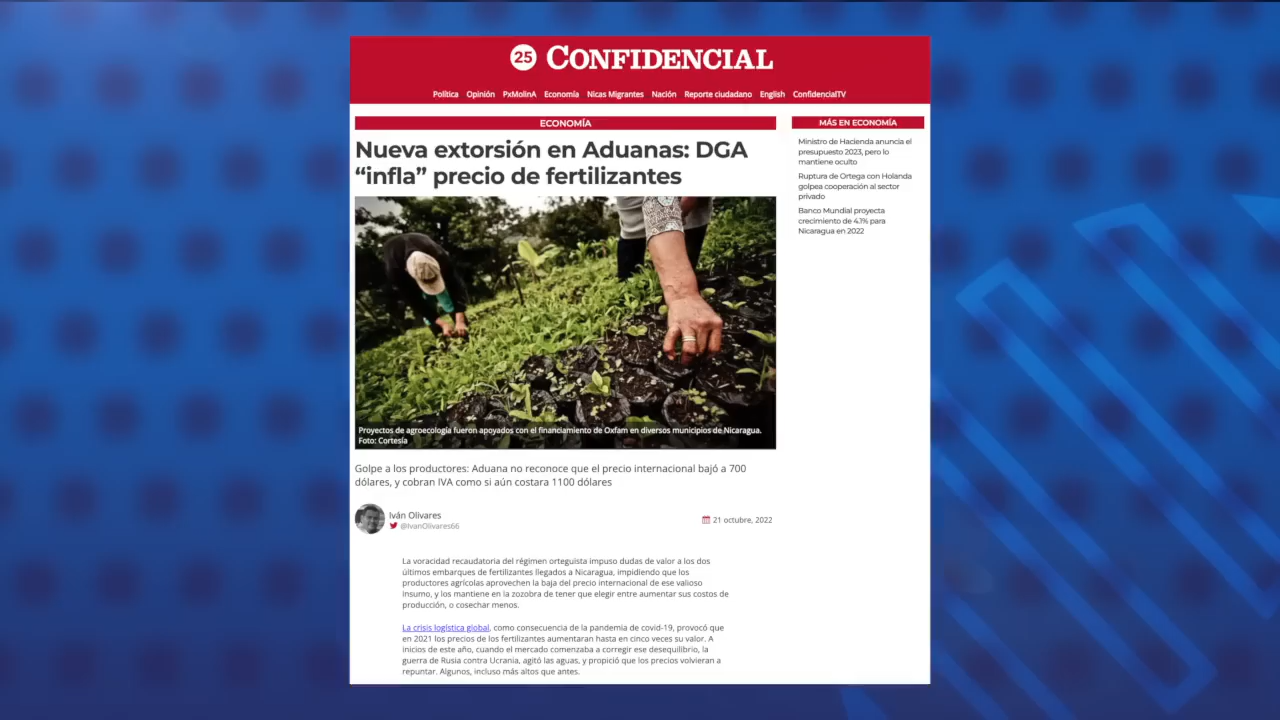 25 CONFIDENCIAL
Política Opinión PxMolinA Economía Nicas Migrantes Nación Reporte ciudadano English ConfidencialTV
ECONOMÍA
Nueva extorsión en Aduanas: DGA
“infla” precio de fertilizantes
Proyectos de agroecología fueron apoyados con el financiamiento de Oxfam en diversos municipios de Nicaragua.
Foto: Cortesía
Golpe a los productores: Aduana no reconoce que el precio internacional bajó a 700
dólares, y cobran IVA como si aún costara 1100 dólares
Iván Olivares
@IvanOlivares66
21 octubre, 2022
La voracidad recaudatoria del régimen orteguista impuso dudas de valor a los dos
últimos embarques de fertilizantes llegados a Nicaragua, impidiendo que los
productores agrícolas aprovechen la baja del precio internacional de ese valioso
insumo, y los mantiene en la zozobra de tener que elegir entre aumentar sus costos de
producción, o cosechar menos.
La crisis logística global, como consecuencia de la pandemia de covid-19, provocó que
en 2021 los precios de los fertilizantes aumentaran hasta en cinco veces su valor. A
inicios de este año, cuando el mercado comenzaba a corregir ese desequilibrio, la
guerra de Rusia contra Ucrania, agitó las aguas, y propició que los precios volvieran a
repuntar. Algunos, incluso más altos que antes.
MÁS EN ECONOMÍA
Ministro de Hacienda anuncia el
presupuesto 2023, pero lo
mantiene oculto
Ruptura de Ortega con Holanda
golpea cooperación al sector
privado
Banco Mundial proyecta
crecimiento de 4.1% para
Nicaragua en 2022